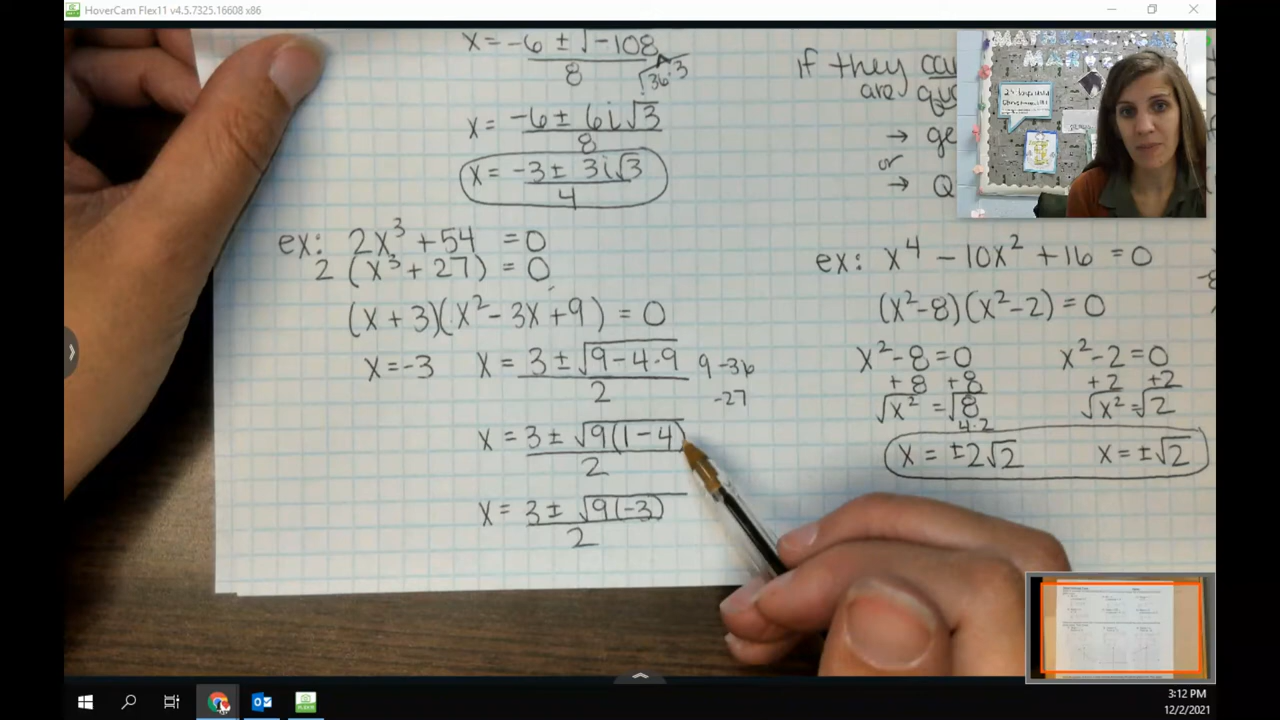 HoverCam Flex11 v4.5.7325.16608 x86
x = -6 ± √-108
8
√36·3
x = -6 ± 6i√3
8
x = -3 ± 3i√3
4
ex: 2x³ + 54 = 0
2 (x³ + 27) = 0
(x + 3)(x² - 3x + 9) = 0
x = -3
x = 3 ± √9 - 4·9
2
9 - 36
-27
x = 3 ± √9(1 - 4)
2
x = 3 ± √9(-3)
2
if they
are
→ ge
or
→ Q
ex: x⁴ - 10x² + 16 = 0
(x² - 8)(x² - 2) = 0
x² - 8 = 0
+8 +8
√x² = √8
4·2
x = ±2√2
x² - 2 = 0
+2 +2
√x² = √2
x = ±√2
3:12 PM
12/2/2021